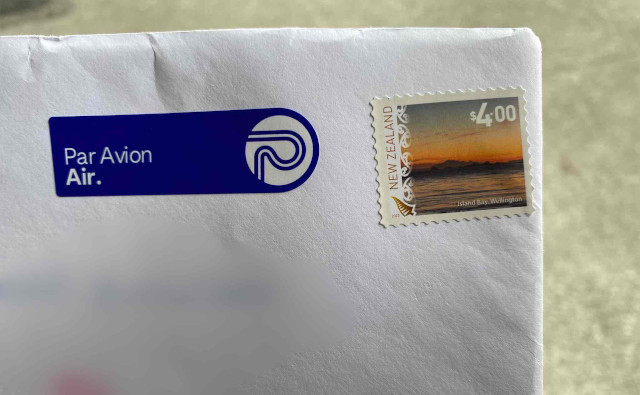 Par Avion
Air.
NEW ZEALAND
$4.00
Island Bay, Wellington